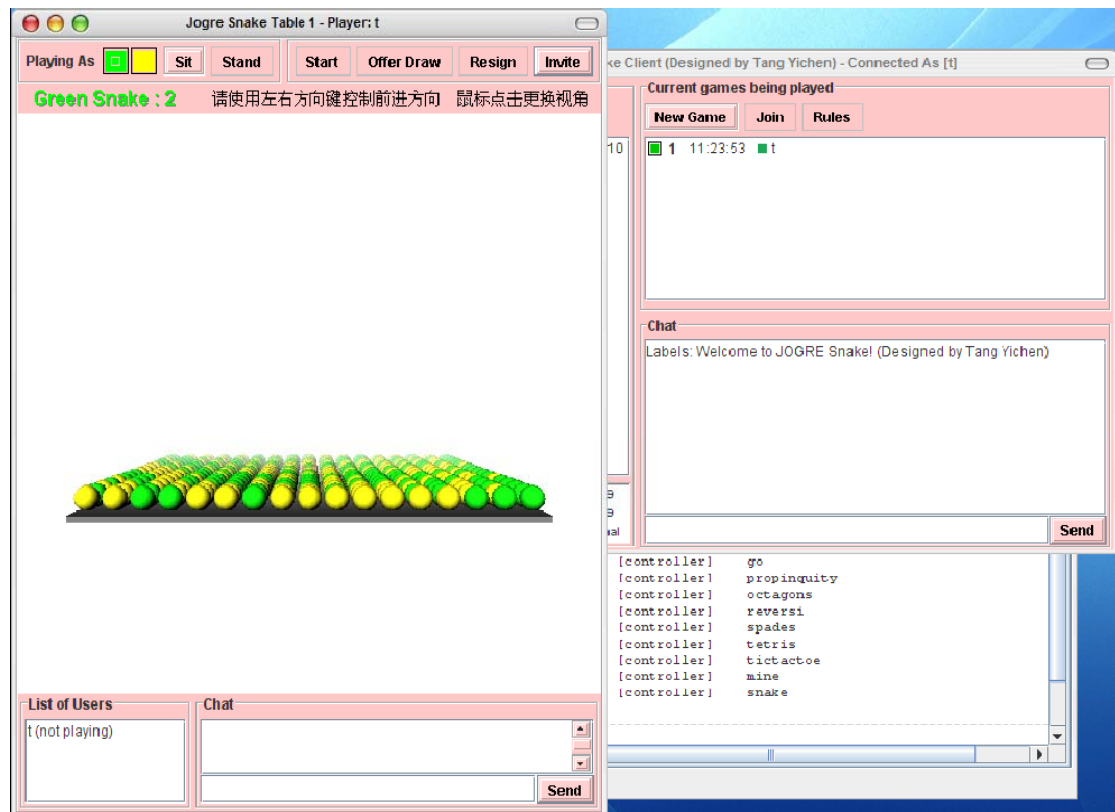 Jogre Snake Table 1 - Player: t
Playing As Sit Stand Start Offer Draw Resign Invite
Green Snake : 2 请使用左右方向键控制前进方向 鼠标点击更换视角
List of Users
t (not playing)
Chat
Send
ke Client (Designed by Tang Yichen) - Connected As [t]
Current games being played
New Game Join Rules
10
1 11:23:53 t
Chat
Labels: Welcome to JOGRE Snake! (Designed by Tang Yichen)
9
9
al
Send
[controller] go
[controller] propinquity
[controller] octagons
[controller] reversi
[controller] spades
[controller] tetris
[controller] tictactoe
[controller] mine
[controller] snake